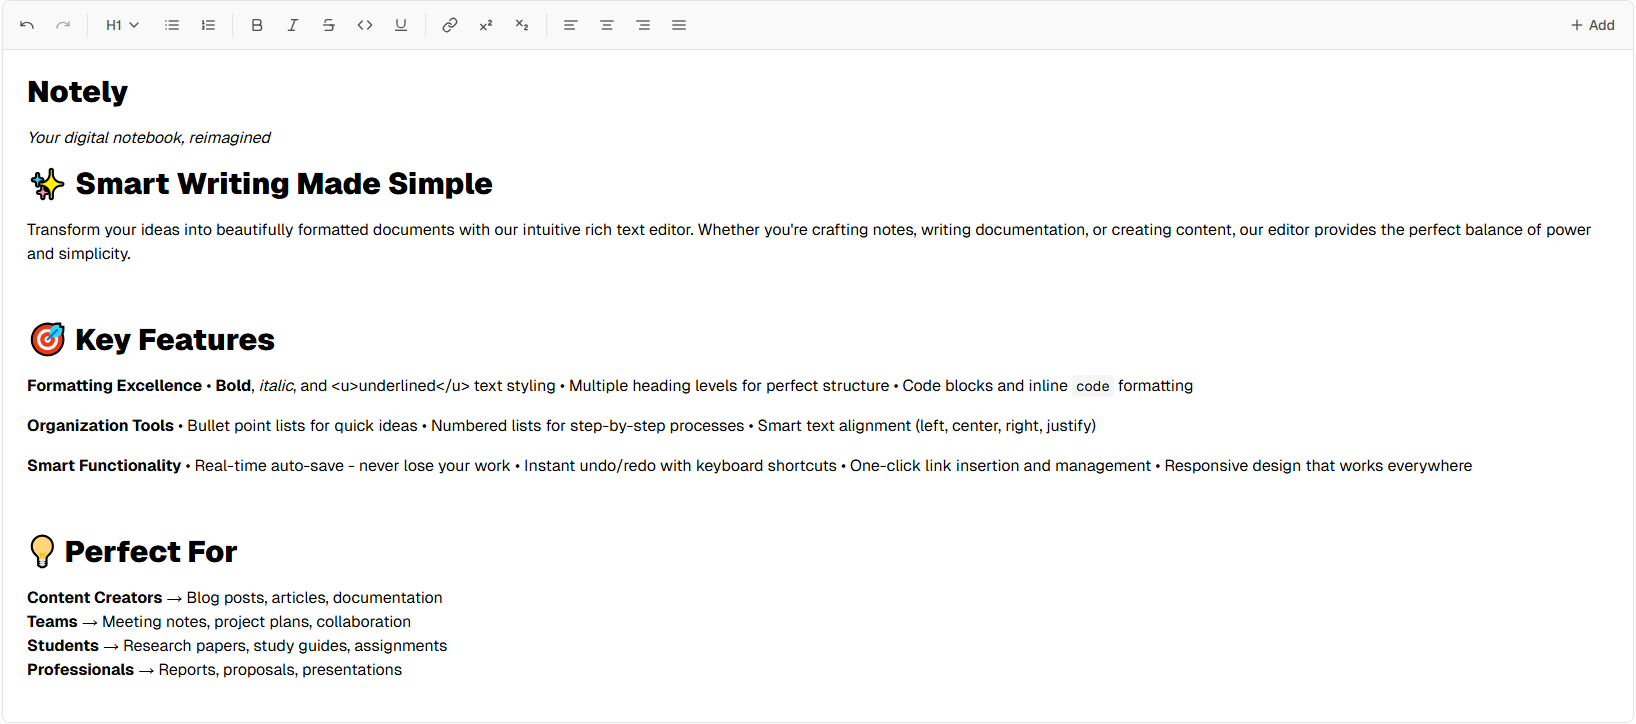 H1
Add
Notely
Your digital notebook, reimagined
✨ Smart Writing Made Simple
Transform your ideas into beautifully formatted documents with our intuitive rich text editor. Whether you're crafting notes, writing documentation, or creating content, our editor provides the perfect balance of power
and simplicity.
🎯 Key Features
Formatting Excellence • Bold, italic, and <u>underlined</u> text styling • Multiple heading levels for perfect structure • Code blocks and inline code formatting
Organization Tools • Bullet point lists for quick ideas • Numbered lists for step-by-step processes • Smart text alignment (left, center, right, justify)
Smart Functionality • Real-time auto-save - never lose your work • Instant undo/redo with keyboard shortcuts • One-click link insertion and management • Responsive design that works everywhere
💡 Perfect For
Content Creators → Blog posts, articles, documentation
Teams → Meeting notes, project plans, collaboration
Students → Research papers, study guides, assignments
Professionals → Reports, proposals, presentations